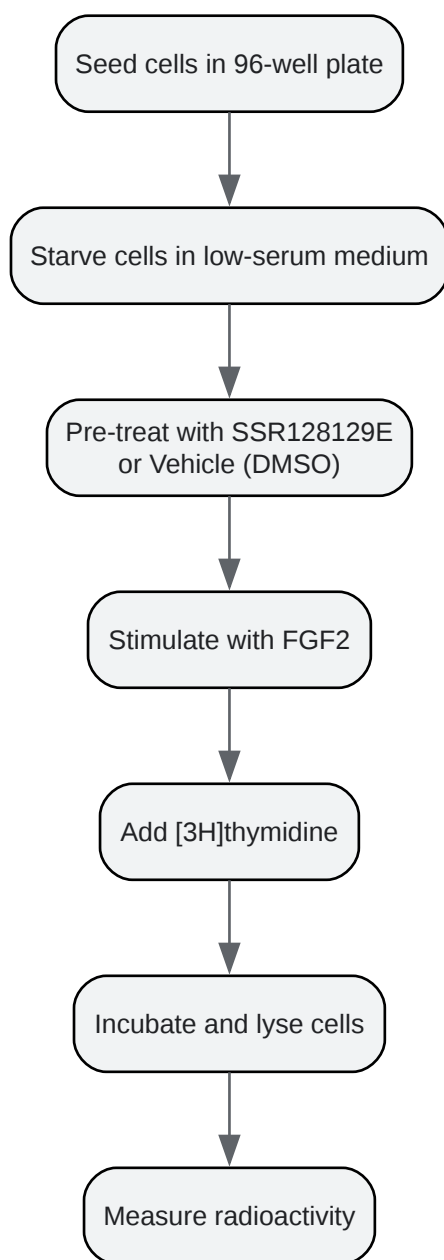 Seed cells in 96-well plate
Starve cells in low-serum medium
Pre-treat with SSR128129E
or Vehicle (DMSO)
Stimulate with FGF2
Add [3H]thymidine
Incubate and lyse cells
Measure radioactivity